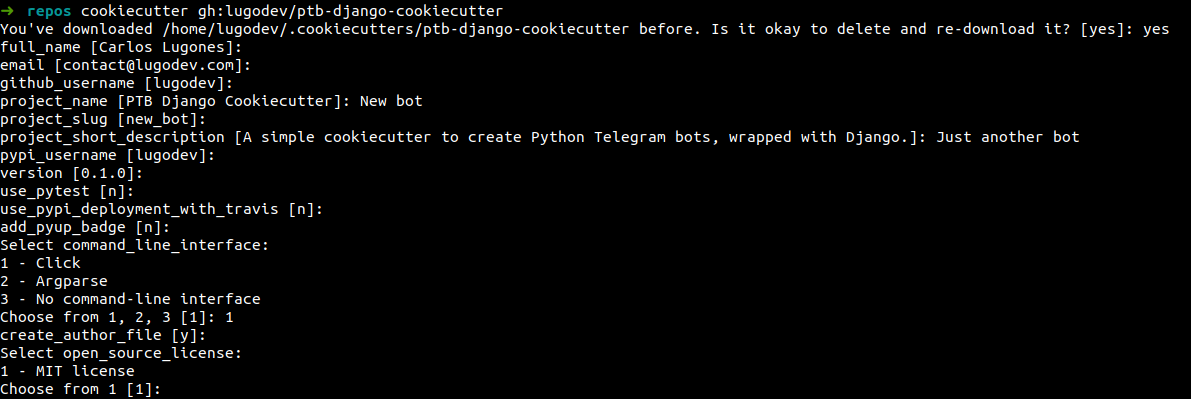 ➜  repos cookiecutter gh:lugodev/ptb-django-cookiecutter
You've downloaded /home/lugodev/.cookiecutters/ptb-django-cookiecutter before. Is it okay to delete and re-download it? [yes]: yes
full_name [Carlos Lugones]:
email [contact@lugodev.com]:
github_username [lugodev]:
project_name [PTB Django Cookiecutter]: New bot
project_slug [new_bot]:
project_short_description [A simple cookiecutter to create Python Telegram bots, wrapped with Django.]: Just another bot
pypi_username [lugodev]:
version [0.1.0]:
use_pytest [n]:
use_pypi_deployment_with_travis [n]:
add_pyup_badge [n]:
Select command_line_interface:
1 - Click
2 - Argparse
3 - No command-line interface
Choose from 1, 2, 3 [1]: 1
create_author_file [y]:
Select open_source_license:
1 - MIT license
Choose from 1 [1]: